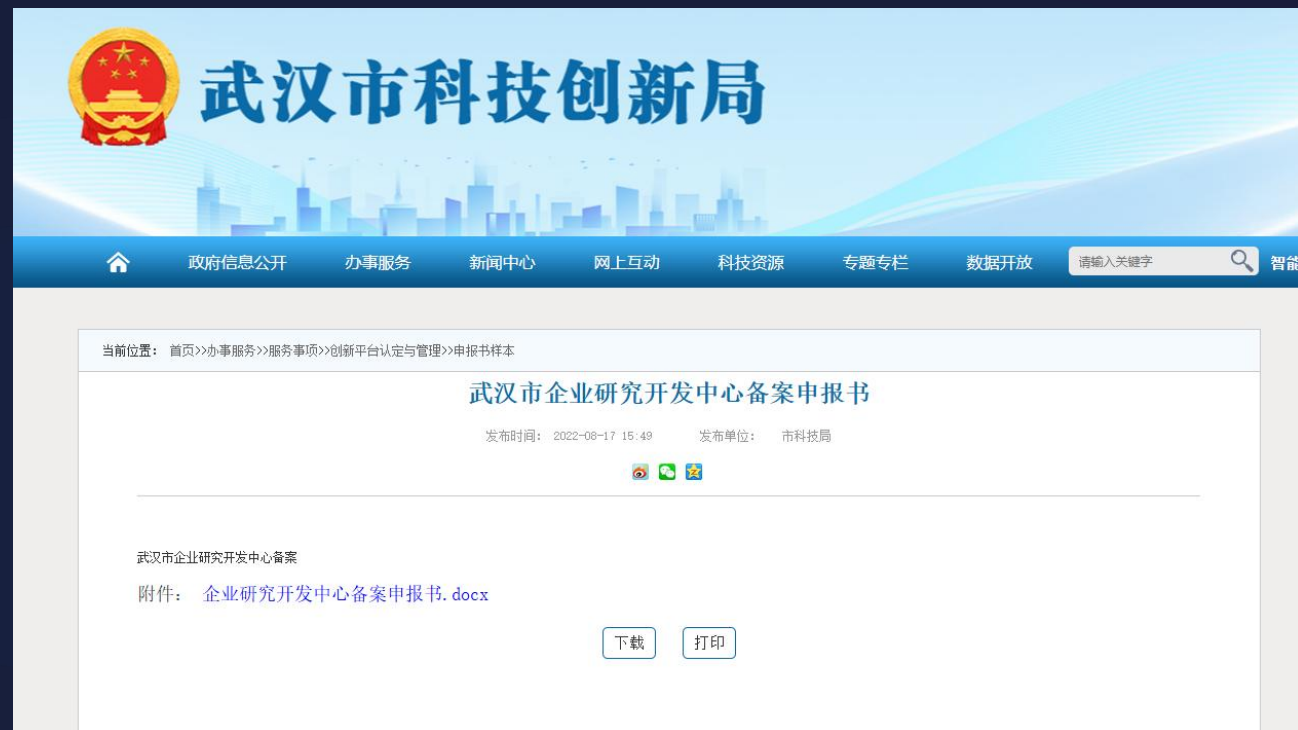 武汉市科技创新局
政府信息公开 办事服务 新闻中心 网上互动 科技资源 专题专栏 数据开放 请输入关键字 智能
当前位置: 首页>>办事服务>>服务事项>>创新平台认定与管理>>申报书样本
武汉市企业研究开发中心备案申报书
发布时间: 2022-08-17 15:49 发布单位: 市科技局
武汉市企业研究开发中心备案
附件: 企业研究开发中心备案申报书.docx
下载 打印